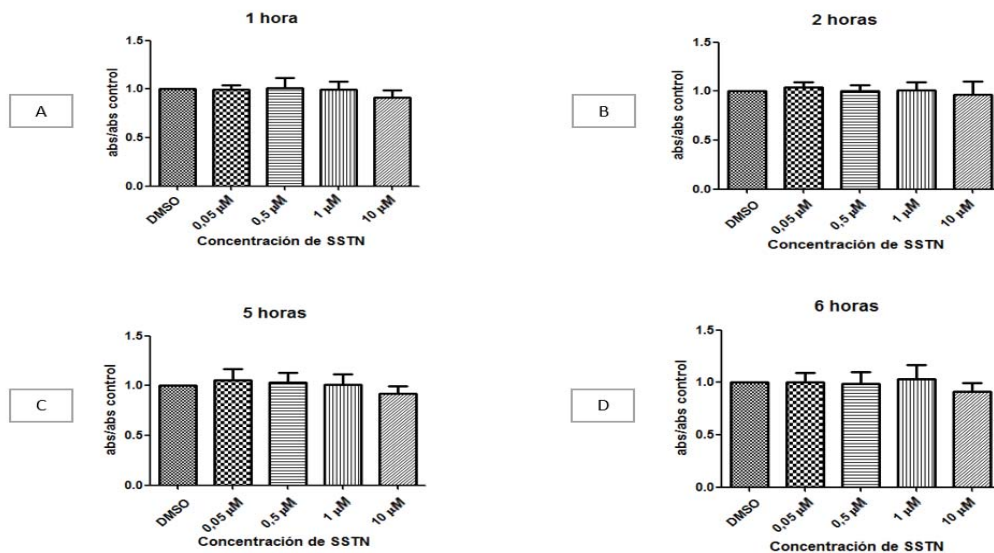 1 hora
A
abs/abs control
1.5
1.0
0.5
0.0
DMSO
0,05 µM
0,5 µM
1 µM
10 µM
Concentración de SSTN
2 horas
B
abs/abs control
1.5
1.0
0.5
0.0
DMSO
0,05 µM
0,5 µM
1 µM
10 µM
Concentración de SSTN
5 horas
C
abs/abs control
1.5
1.0
0.5
0.0
DMSO
0,05 µM
0,5 µM
1 µM
10 µM
Concentración de SSTN
6 horas
D
abs/abs control
1.5
1.0
0.5
0.0
DMSO
0,05 µM
0,5 µM
1 µM
10 µM
Concentración de SSTN